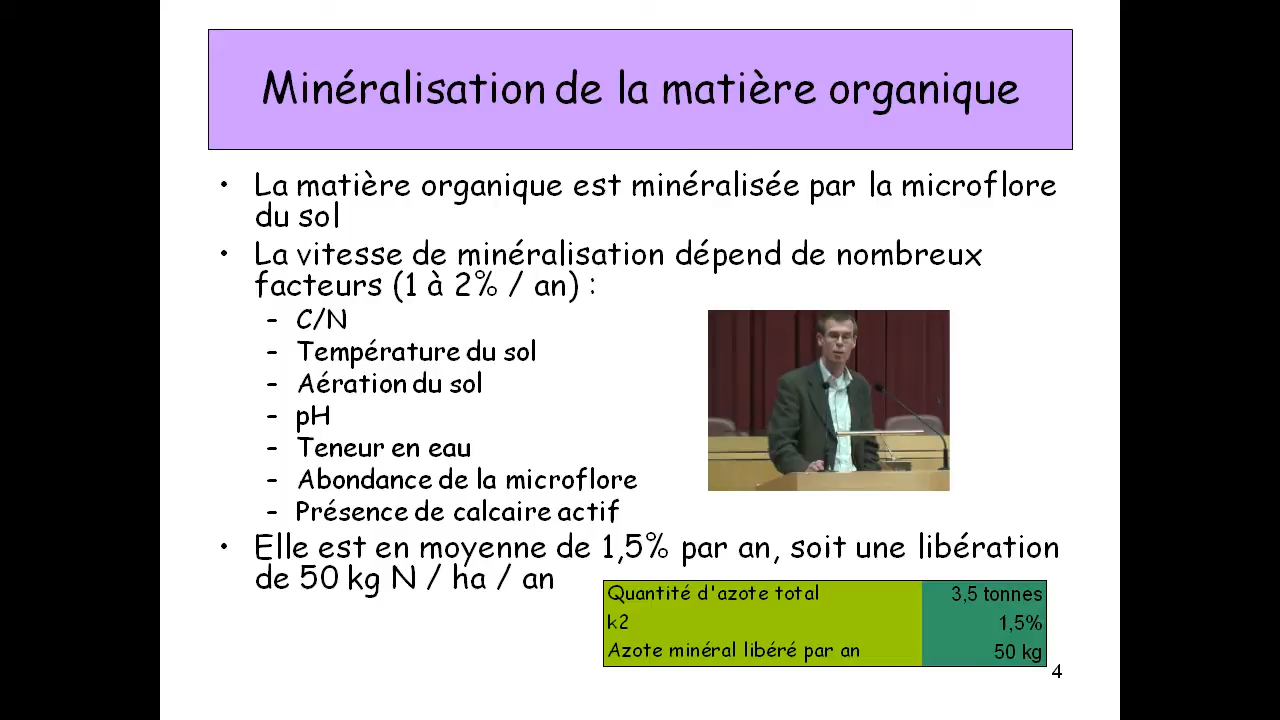 Minéralisation de la matière organique
• La matière organique est minéralisée par la microflore
du sol
• La vitesse de minéralisation dépend de nombreux
facteurs (1 à 2% / an) :
– C/N
– Température du sol
– Aération du sol
– pH
– Teneur en eau
– Abondance de la microflore
– Présence de calcaire actif
• Elle est en moyenne de 1,5% par an, soit une libération
de 50 kg N / ha / an
Quantité d'azote total 3,5 tonnes
k2 1,5%
Azote minéral libéré par an 50 kg
4